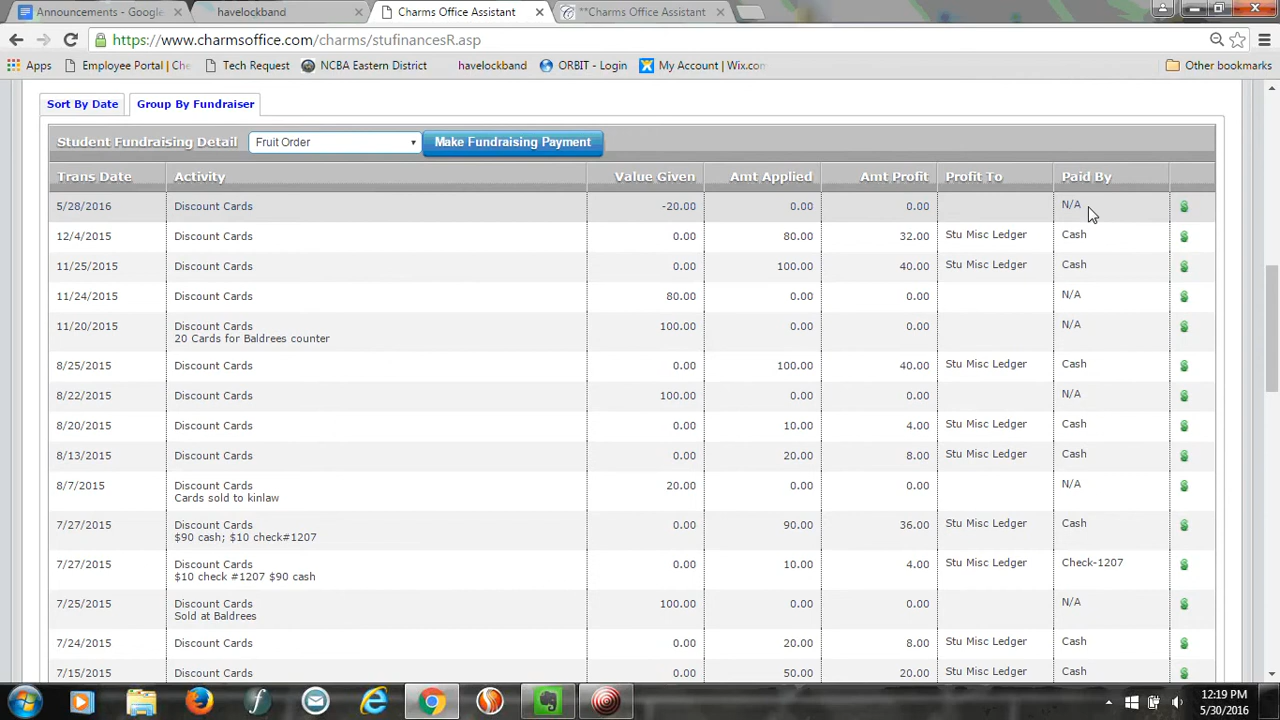 Announcements - Google
havelockband
Charms Office Assistant
**Charms Office Assistant
https://www.charmsoffice.com/charms/stufinancesR.asp
Apps Employee Portal | Che Tech Request NCBA Eastern District havelockband ORBIT - Login My Account | Wix.com Other bookmarks
Sort By Date Group By Fundraiser
Student Fundraising Detail Fruit Order Make Fundraising Payment
Trans Date Activity Value Given Amt Applied Amt Profit Profit To Paid By
5/28/2016 Discount Cards -20.00 0.00 0.00 N/A
12/4/2015 Discount Cards 0.00 80.00 32.00 Stu Misc Ledger Cash
11/25/2015 Discount Cards 0.00 100.00 40.00 Stu Misc Ledger Cash
11/24/2015 Discount Cards 80.00 0.00 0.00 N/A
11/20/2015 Discount Cards 100.00 0.00 0.00 N/A
20 Cards for Baldrees counter
8/25/2015 Discount Cards 0.00 100.00 40.00 Stu Misc Ledger Cash
8/22/2015 Discount Cards 100.00 0.00 0.00 N/A
8/20/2015 Discount Cards 0.00 10.00 4.00 Stu Misc Ledger Cash
8/13/2015 Discount Cards 0.00 20.00 8.00 Stu Misc Ledger Cash
8/7/2015 Discount Cards 20.00 0.00 0.00 N/A
Cards sold to kinlaw
7/27/2015 Discount Cards 0.00 90.00 36.00 Stu Misc Ledger Cash
$90 cash; $10 check#1207
7/27/2015 Discount Cards 0.00 10.00 4.00 Stu Misc Ledger Check-1207
$10 check #1207 $90 cash
7/25/2015 Discount Cards 100.00 0.00 0.00 N/A
Sold at Baldrees
7/24/2015 Discount Cards 0.00 20.00 8.00 Stu Misc Ledger Cash
7/15/2015 Discount Cards 0.00 50.00 20.00 Stu Misc Ledger Cash
12:19 PM
5/30/2016